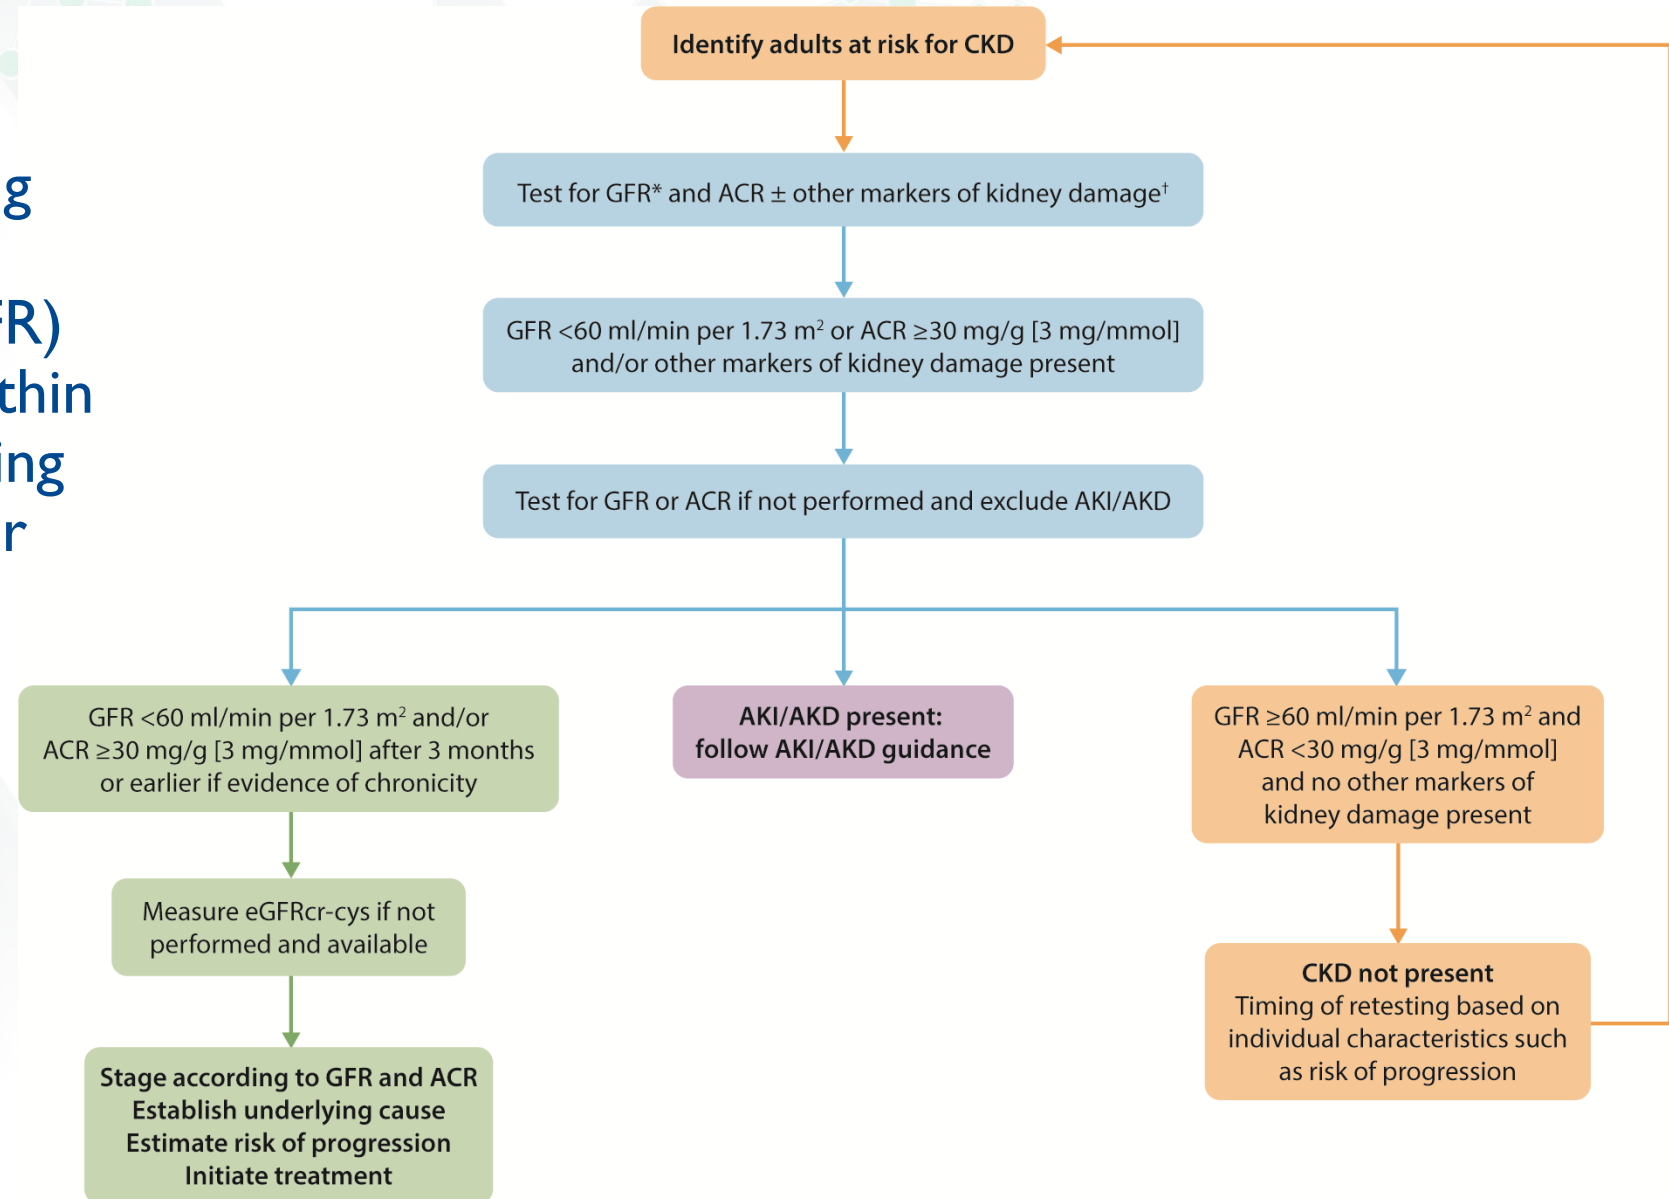 g
FR)
thin
ing
r
Identify adults at risk for CKD
Test for GFR* and ACR ± other markers of kidney damage†
GFR <60 ml/min per 1.73 m² or ACR ≥30 mg/g [3 mg/mmol]
and/or other markers of kidney damage present
Test for GFR or ACR if not performed and exclude AKI/AKD
GFR <60 ml/min per 1.73 m² and/or
ACR ≥30 mg/g [3 mg/mmol] after 3 months
or earlier if evidence of chronicity
Measure eGFRcr-cys if not
performed and available
Stage according to GFR and ACR
Establish underlying cause
Estimate risk of progression
Initiate treatment
AKI/AKD present:
follow AKI/AKD guidance
GFR ≥60 ml/min per 1.73 m² and
ACR <30 mg/g [3 mg/mmol]
and no other markers of
kidney damage present
CKD not present
Timing of retesting based on
individual characteristics such
as risk of progression